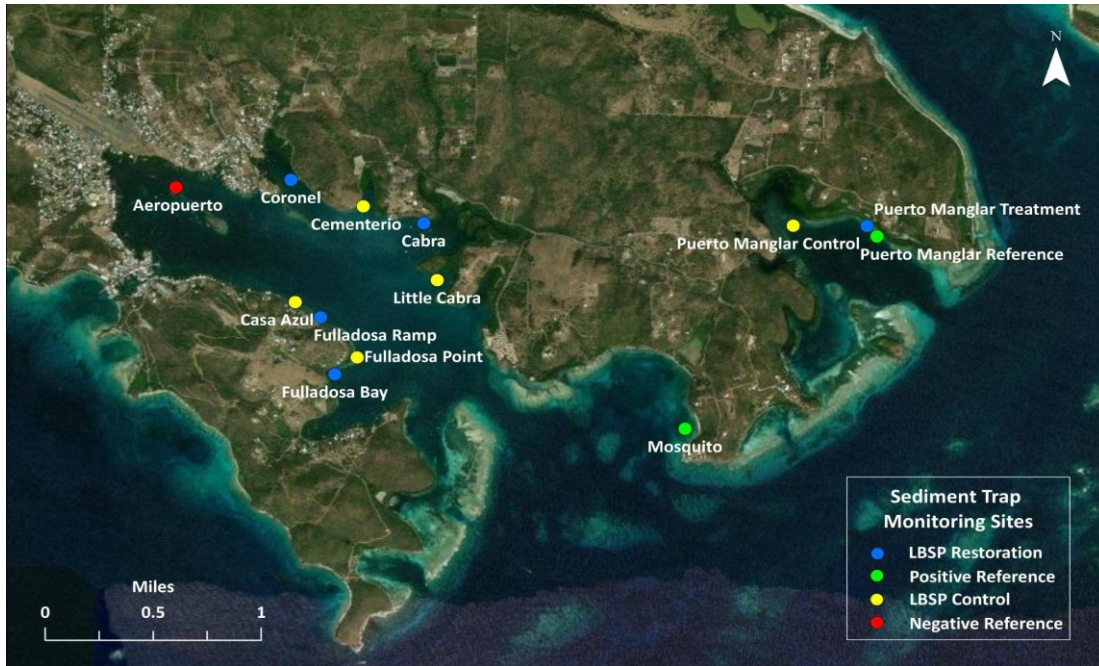 N
Aeropuerto
Coronel
Cementerío
Cabra
Puerto Manglar Treatment
Puerto Manglar Control
Puerto Manglar Reference
Little Cabra
Casa Azul
Fulladosa Ramp
Fulladosa Point
Fulladosa Bay
Mosquito
Sediment Trap
Monitoring Sites
LBSP Restoration
Positive Reference
LBSP Control
Negative Reference
Miles
0 0.5 1